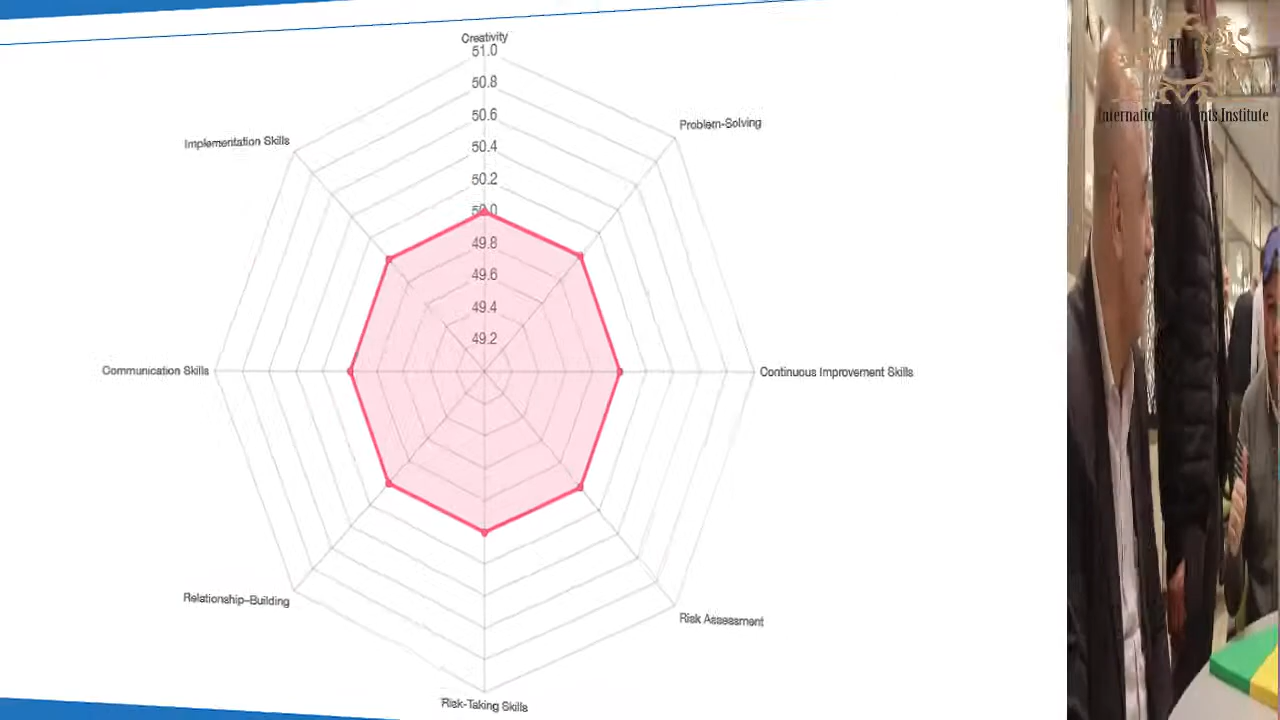 Creativity
51.0
50.8
50.6
50.4
50.2
50.0
49.8
49.6
49.4
49.2
Problem-Solving
Implementation Skills
Communication Skills
Continuous Improvement Skills
Relationship-Building
Risk Assessment
Risk-Taking Skills
Institute